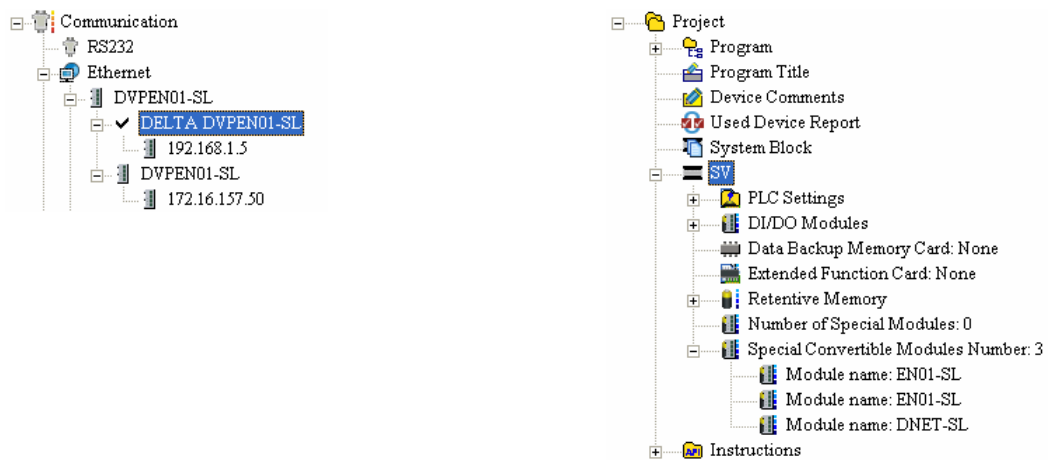 Communication
RS232
Ethernet
DVPEN01-SL
DELTA DVPEN01-SL
192.168.1.5
DVPEN01-SL
172.16.157.50
Project
Program
Program Title
Device Comments
Used Device Report
System Block
SV
PLC Settings
DI/DO Modules
Data Backup Memory Card: None
Extended Function Card: None
Retentive Memory
Number of Special Modules: 0
Special Convertible Modules Number: 3
Module name: EN01-SL
Module name: EN01-SL
Module name: DNET-SL
API Instructions